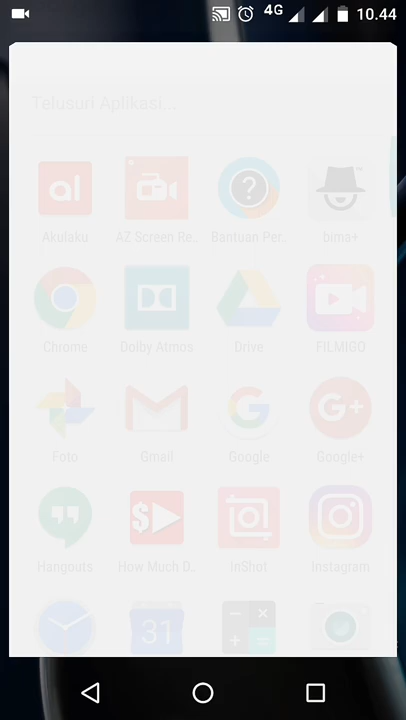 4G 10.44
Telusuri Aplikasi...
Akulaku AZ Screen Re.. Bantuan Per.. bima+
Chrome Dolby Atmos Drive FILMIGO
Foto Gmail Google Google+
Hangouts How Much D.. InShot Instagram
31